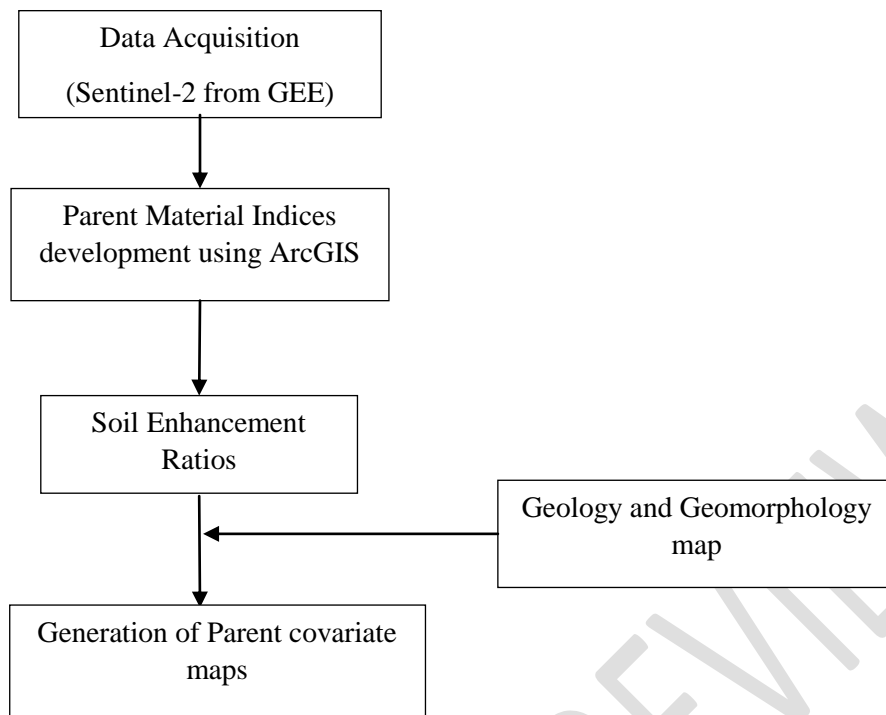 Data Acquisition
(Sentinel-2 from GEE)
Parent Material Indices
development using ArcGIS
Soil Enhancement
Ratios
Geology and Geomorphology
map
Generation of Parent covariate
maps